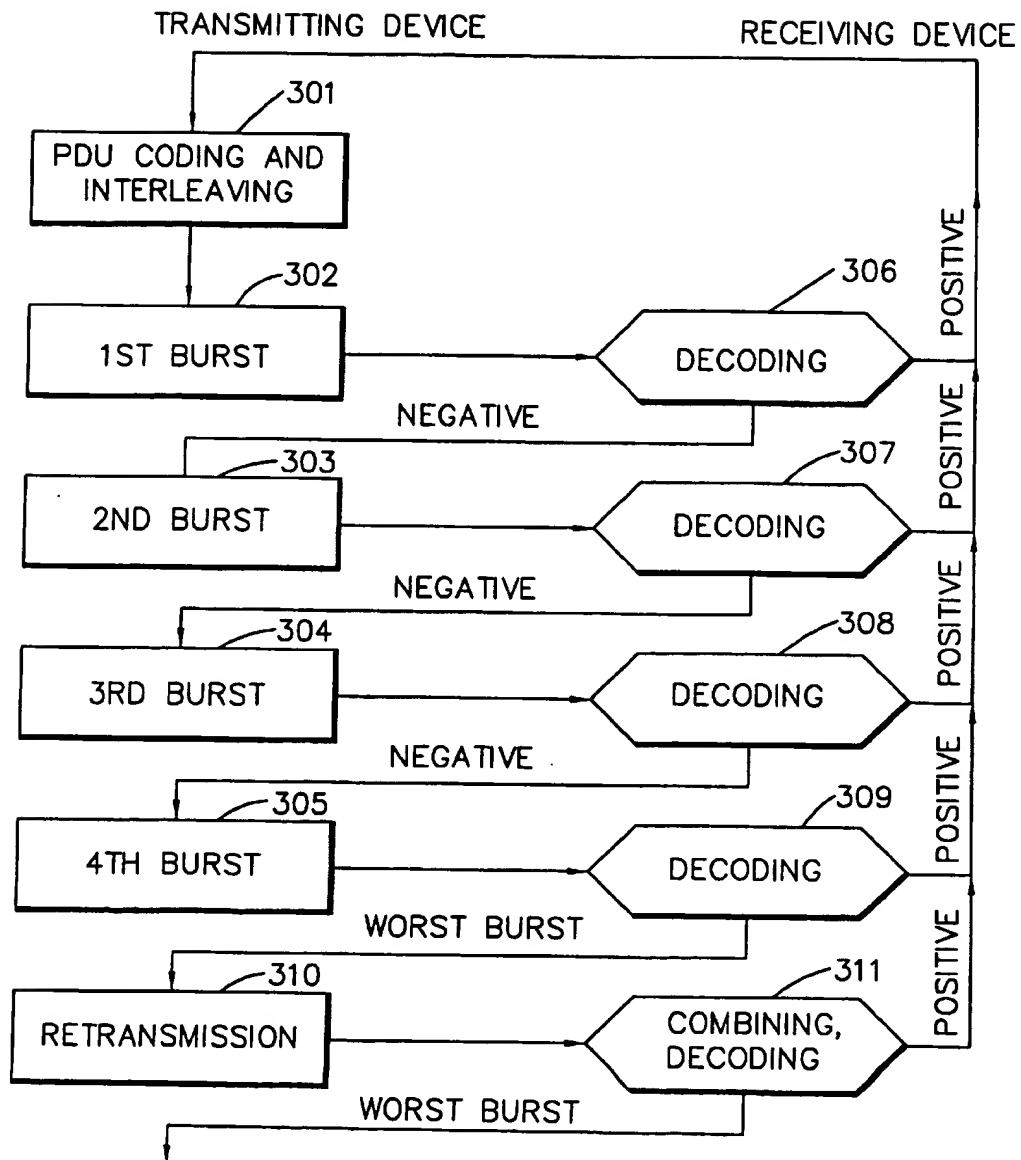 TRANSMITTING DEVICE
RECEIVING DEVICE
301
PDU CODING AND
INTERLEAVING
POSITIVE
302
306
1ST BURST
DECODING
NEGATIVE
POSITIVE
303
307
2ND BURST
DECODING
NEGATIVE
POSITIVE
304
308
3RD BURST
DECODING
NEGATIVE
POSITIVE
305
309
4TH BURST
DECODING
WORST BURST
POSITIVE
310
311
RETRANSMISSION
COMBINING,
DECODING
WORST BURST